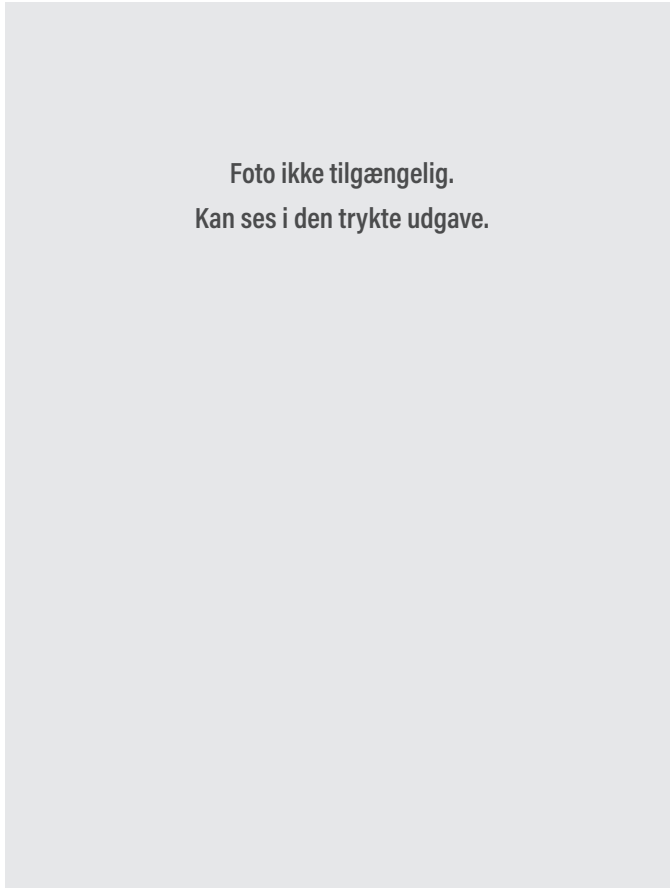 Foto ikke tilgængelig.
Kan ses i den trykte udgave.